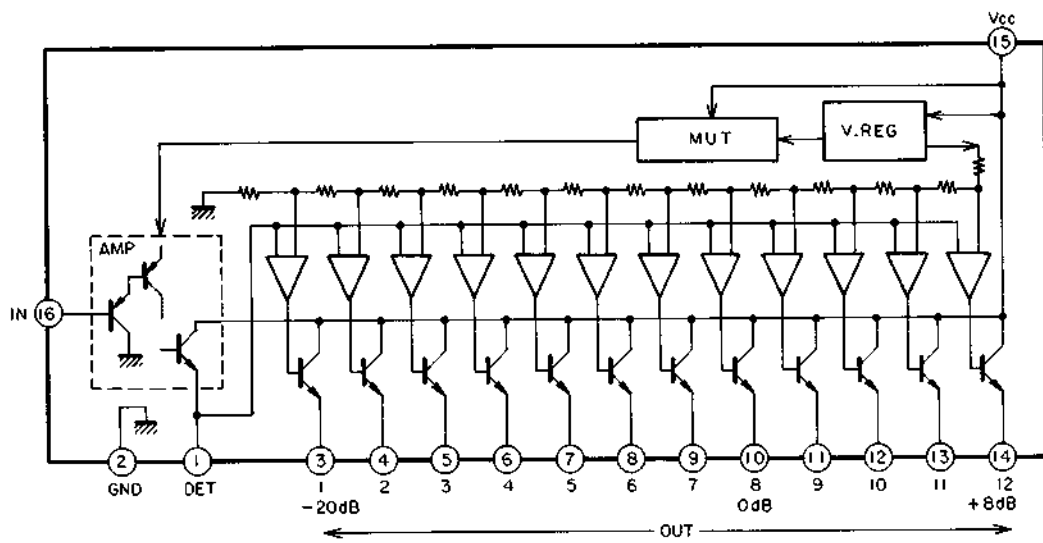 Vcc
15
MUT
V.REG
AMP
IN 16
2 1 3 4 5 6 7 8 9 10 11 12 13 14
GND DET 1 2 3 4 5 6 7 8 9 10 11 12
-20dB 0dB +8dB
OUT